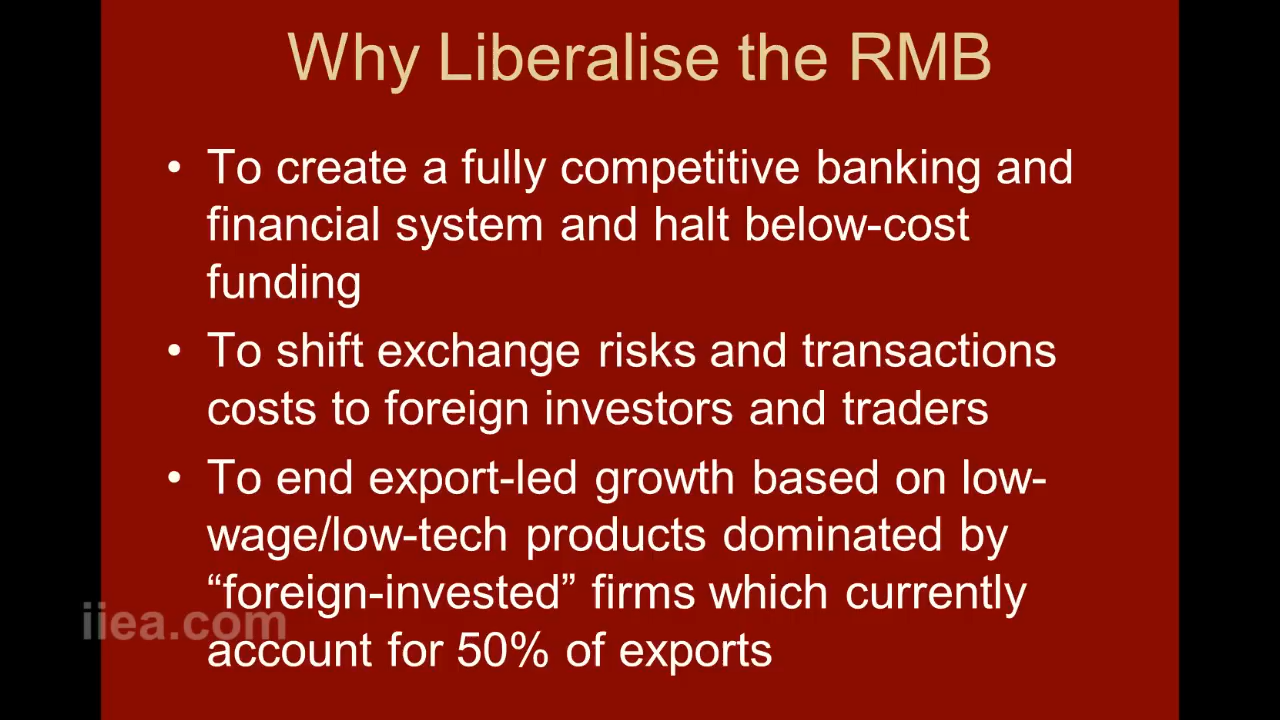 Why Liberalise the RMB
• To create a fully competitive banking and
financial system and halt below-cost
funding
• To shift exchange risks and transactions
costs to foreign investors and traders
• To end export-led growth based on low-
wage/low-tech products dominated by
“foreign-invested” firms which currently
account for 50% of exports
iiea.com